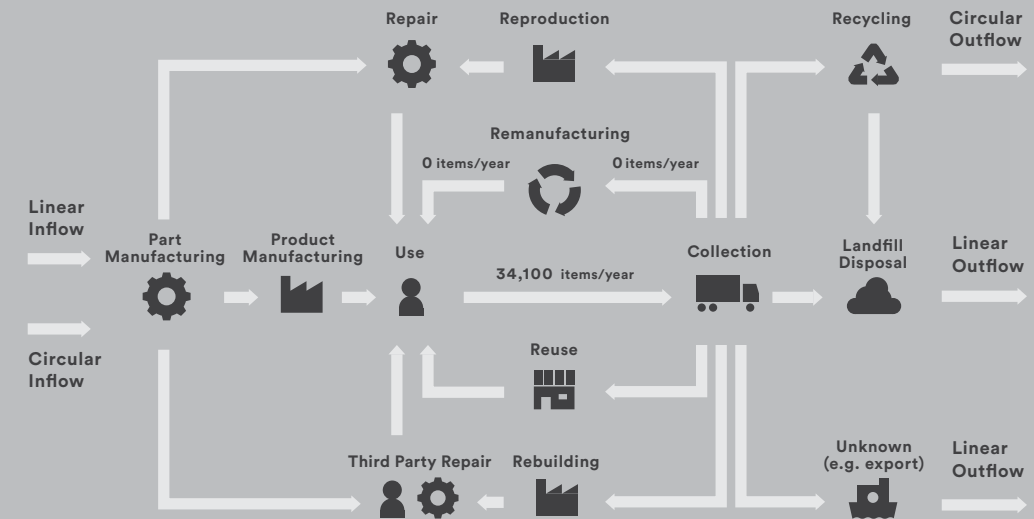 Repair
Reproduction
Recycling
Circular
Outflow
Remanufacturing
0 items/year
0 items/year
Linear
Inflow
Part
Manufacturing
Product
Manufacturing
Use
34,100 items/year
Collection
Landfill
Disposal
Linear
Outflow
Circular
Inflow
Reuse
Third Party Repair
Rebuilding
Unknown
(e.g. export)
Linear
Outflow